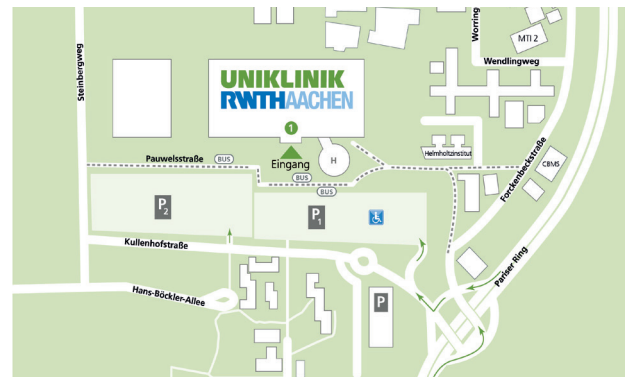 Steinbergweg
Worring
MTI 2
Wendlingweg
UNIKLINIK
RWTHAACHEN
1
Eingang
H
Pauwelsstraße
BUS
BUS
BUS
Helmholtzinstitut
CBMS
Forckenbeckstraße
P2
P1
Kullenhofstraße
Pariser Ring
Hans-Böckler-Allee
P